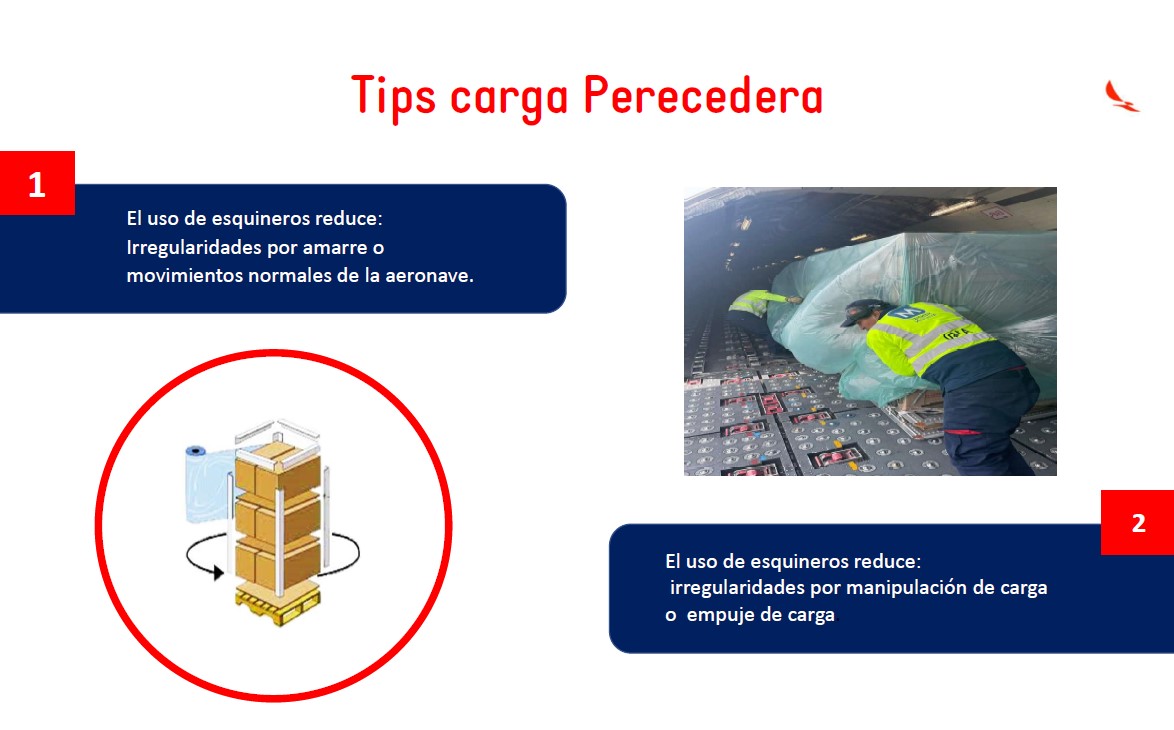 Tips carga Perecedera
1
El uso de esquineros reduce:
Irregularidades por amarre o
movimientos normales de la aeronave.
2
El uso de esquineros reduce:
irregularidades por manipulación de carga
o empuje de carga